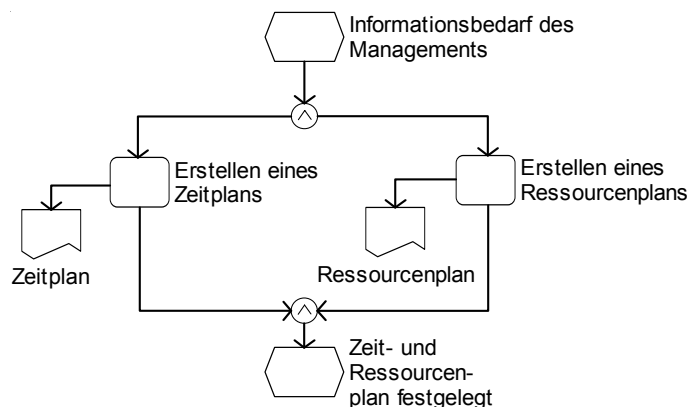 Informationsbedarf des
Managements
Erstellen eines
Zeitplans
Erstellen eines
Ressourcenplans
Zeitplan
Ressourcenplan
Zeit- und
Ressourcen-
plan festgelegt